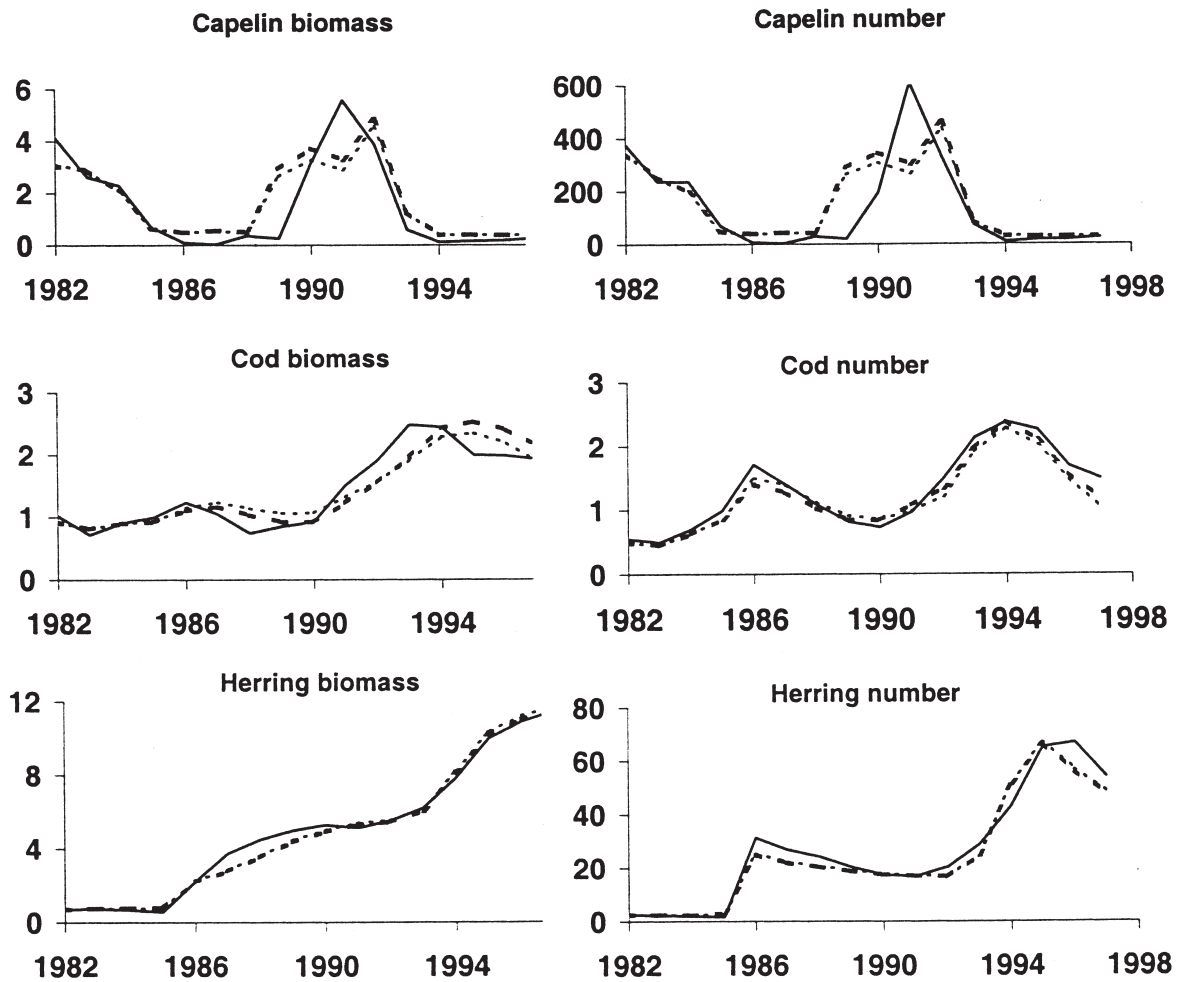 Capelin biomass
6
4
2
0
1982 1986 1990 1994
Capelin number
600
400
200
0
1982 1986 1990 1994 1998
Cod biomass
3
2
1
0
1982 1986 1990 1994
Cod number
3
2
1
0
1982 1986 1990 1994 1998
Herring biomass
12
8
4
0
1982 1986 1990 1994
Herring number
80
60
40
20
0
1982 1986 1990 1994 1998